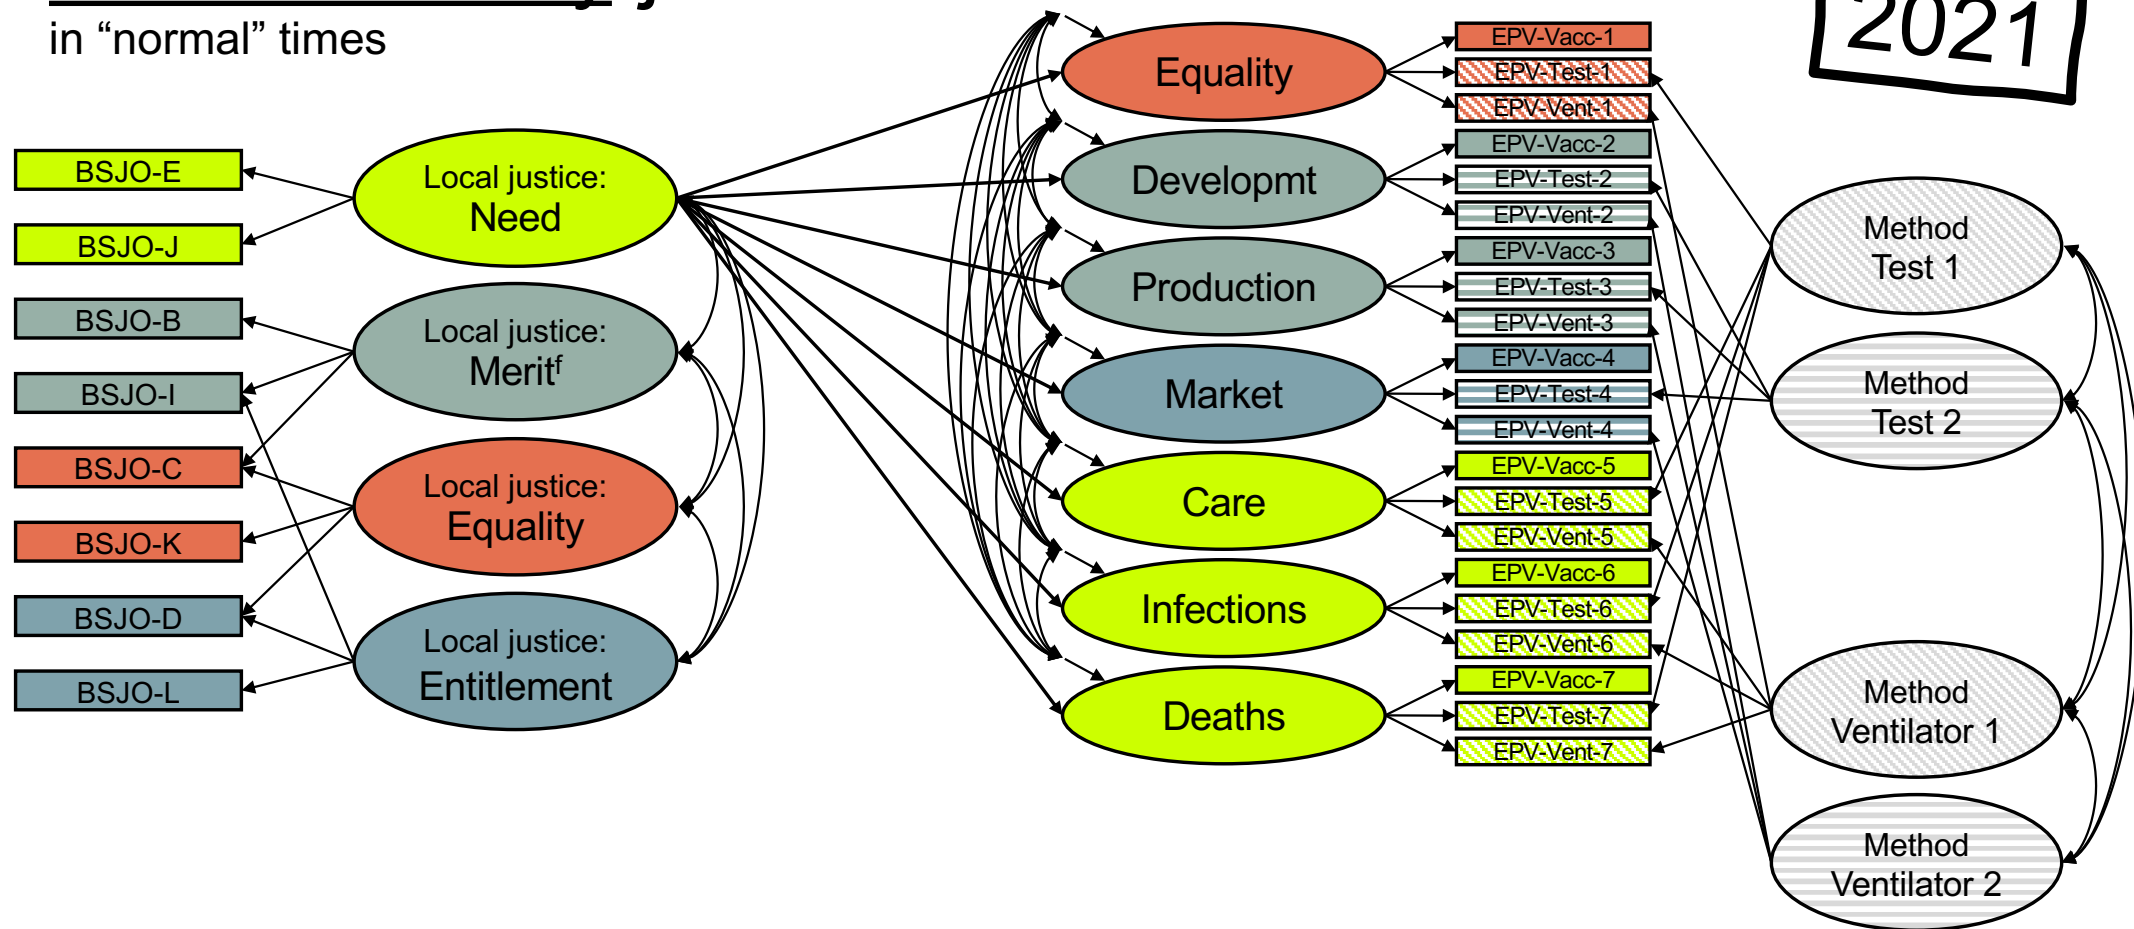 in “normal” times
2021
BSJO-E
BSJO-J
BSJO-B
BSJO-I
BSJO-C
BSJO-K
BSJO-D
BSJO-L
Local justice:
Need
Local justice:
Meritᶠ
Local justice:
Equality
Local justice:
Entitlement
Equality
Developmt
Production
Market
Care
Infections
Deaths
EPV-Vacc-1
EPV-Test-1
EPV-Vent-1
EPV-Vacc-2
EPV-Test-2
EPV-Vent-2
EPV-Vacc-3
EPV-Test-3
EPV-Vent-3
EPV-Vacc-4
EPV-Test-4
EPV-Vent-4
EPV-Vacc-5
EPV-Test-5
EPV-Vent-5
EPV-Vacc-6
EPV-Test-6
EPV-Vent-6
EPV-Vacc-7
EPV-Test-7
EPV-Vent-7
Method
Test 1
Method
Test 2
Method
Ventilator 1
Method
Ventilator 2